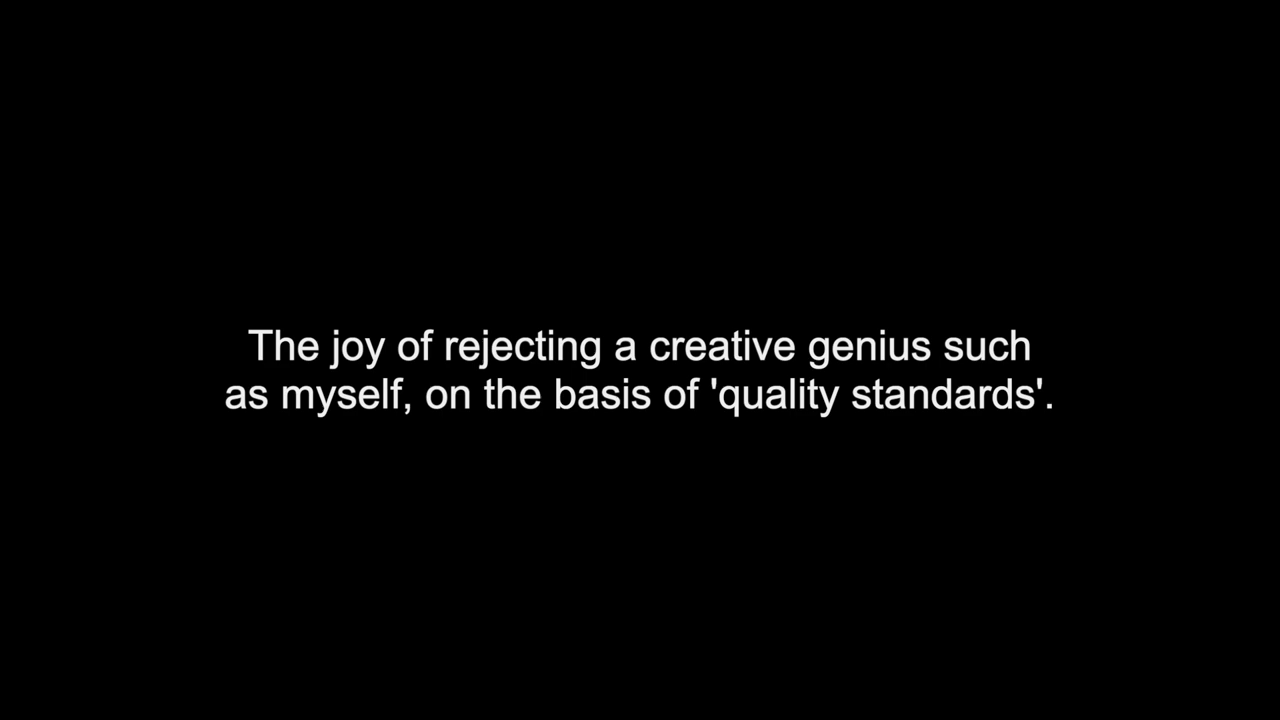 The joy of rejecting a creative genius such
as myself, on the basis of 'quality standards'.